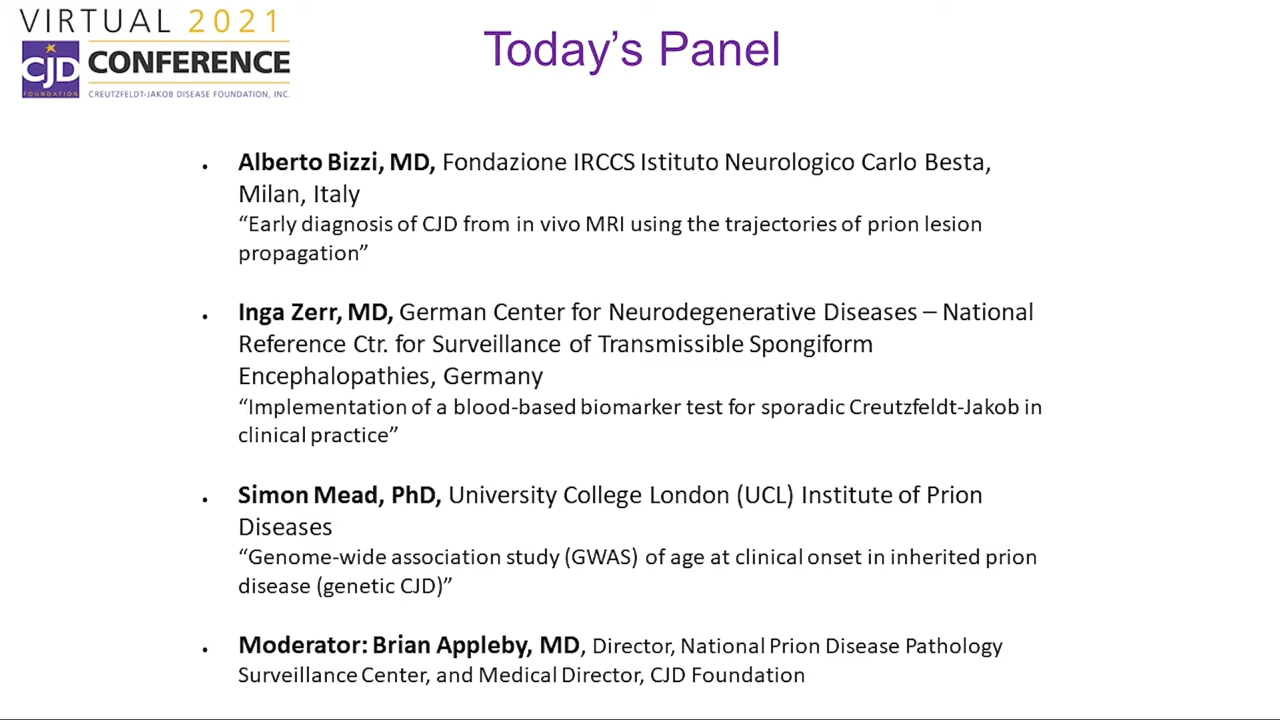 VIRTUAL 2021
CJD CONFERENCE
FOUNDATION CREUTZFELDT-JAKOB DISEASE FOUNDATION, INC.
Today’s Panel
• Alberto Bizzi, MD, Fondazione IRCCS Istituto Neurologico Carlo Besta,
Milan, Italy
“Early diagnosis of CJD from in vivo MRI using the trajectories of prion lesion
propagation”
• Inga Zerr, MD, German Center for Neurodegenerative Diseases – National
Reference Ctr. for Surveillance of Transmissible Spongiform
Encephalopathies, Germany
“Implementation of a blood-based biomarker test for sporadic Creutzfeldt-Jakob in
clinical practice”
• Simon Mead, PhD, University College London (UCL) Institute of Prion
Diseases
“Genome-wide association study (GWAS) of age at clinical onset in inherited prion
disease (genetic CJD)”
• Moderator: Brian Appleby, MD, Director, National Prion Disease Pathology
Surveillance Center, and Medical Director, CJD Foundation